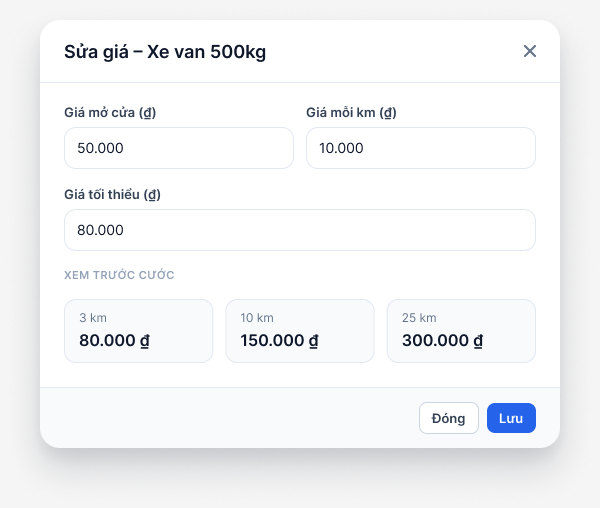 Sửa giá – Xe van 500kg
Giá mở cửa (₫) Giá mỗi km (₫)
50.000 10.000
Giá tối thiểu (₫)
80.000
XEM TRƯỚC CƯỚC
3 km 10 km 25 km
80.000 ₫ 150.000 ₫ 300.000 ₫
Đóng Lưu